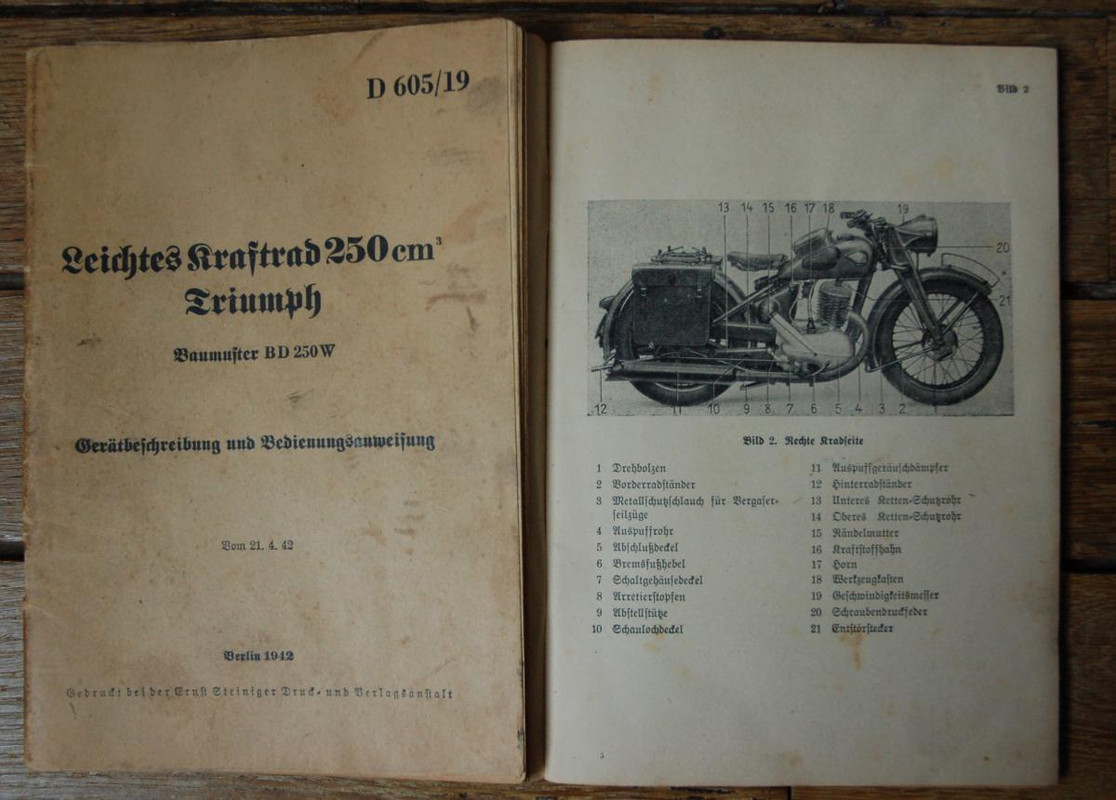 D 605/19
Leichtes Kraftrad 250 cm³
Triumph
Baumuster BD 250 W
Gerätbeschreibung und Bedienungsanweisung
Vom 21. 4. 42
Berlin 1942
Gedruckt bei der Ernst Steiniger Druck- und Verlagsanstalt
Bild 2
13 14 15 16 17 18 19
20
21
12 11 10 9 8 7 6 5 4 3 2 1
Bild 2. Rechte Kradseite
1 Drehbolzen
2 Vorderradständer
3 Metallschutzschlauch für Vergaser-
seilzüge
4 Auspuffrohr
5 Abschlußdeckel
6 Bremsfußhebel
7 Schaltgehäusedeckel
8 Arretierstopfen
9 Abstellstütze
10 Schaulochdeckel
11 Auspuffgeräuschdämpfer
12 Hinterradständer
13 Unteres Ketten-Schutzrohr
14 Oberes Ketten-Schutzrohr
15 Rändelmutter
16 Kraftstoffhahn
17 Horn
18 Werkzeugkasten
19 Geschwindigkeitsmesser
20 Schraubendruckfeder
21 Entstörstecker